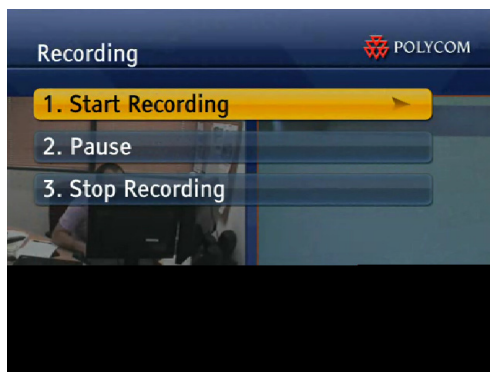 Recording
POLYCOM
1. Start Recording
2. Pause
3. Stop Recording